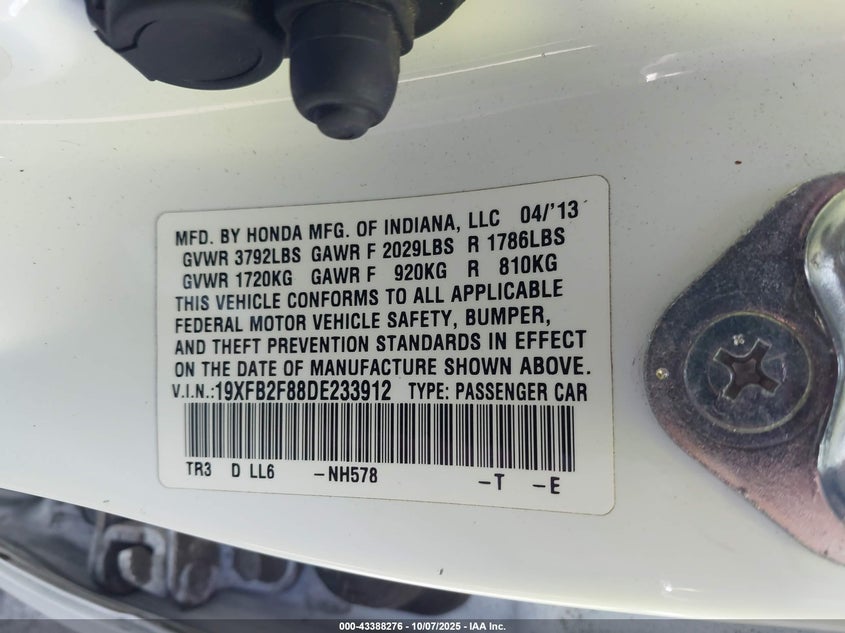 MFD. BY HONDA MFG. OF INDIANA, LLC 04/'13
GVWR 3792LBS GAWR F 2029LBS R 1786LBS
GVWR 1720KG GAWR F 920KG R 810KG
THIS VEHICLE CONFORMS TO ALL APPLICABLE
FEDERAL MOTOR VEHICLE SAFETY, BUMPER,
AND THEFT PREVENTION STANDARDS IN EFFECT
ON THE DATE OF MANUFACTURE SHOWN ABOVE.
V.I.N.:19XFB2F88DE233912 TYPE: PASSENGER CAR
TR3 D LL6 -NH578 -T -E
000-43388276 - 10/07/2025 - IAA Inc.